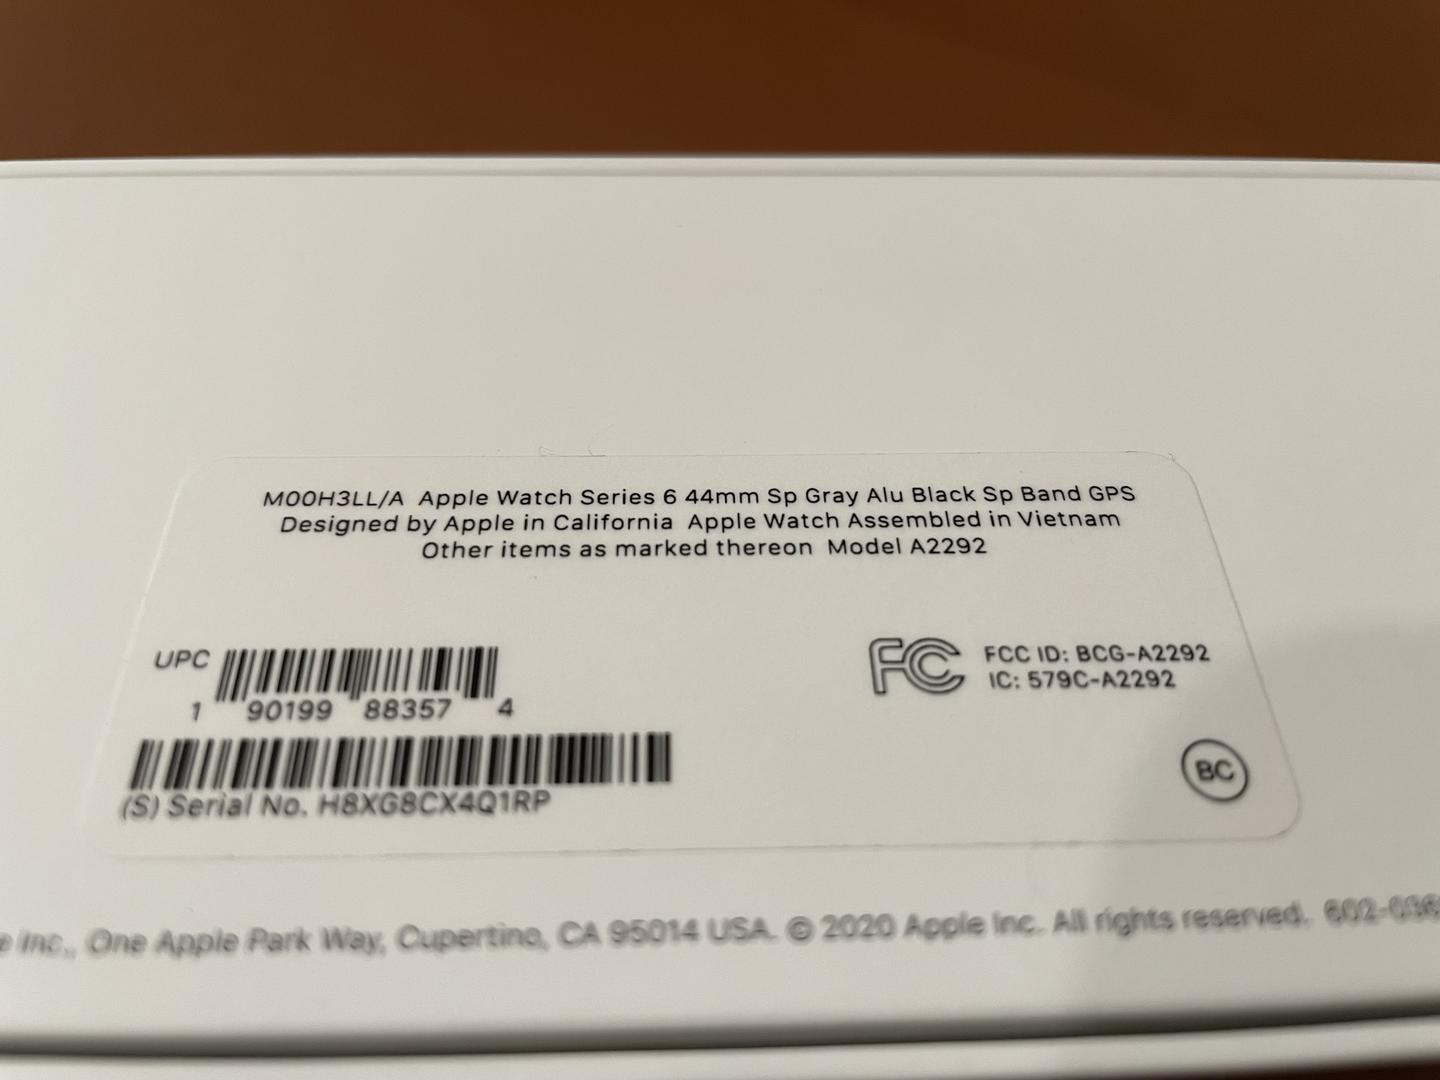 M00H3LL/A Apple Watch Series 6 44mm Sp Gray Alu Black Sp Band GPS
Designed by Apple in California Apple Watch Assembled in Vietnam
Other items as marked thereon Model A2292
UPC
1 90199 88357 4
(S) Serial No. H8XG8CX4Q1RP
FC
FCC ID: BCG-A2292
IC: 579C-A2292
BC
Inc., One Apple Park Way, Cupertino, CA 95014 USA. © 2020 Apple Inc. All rights reserved.